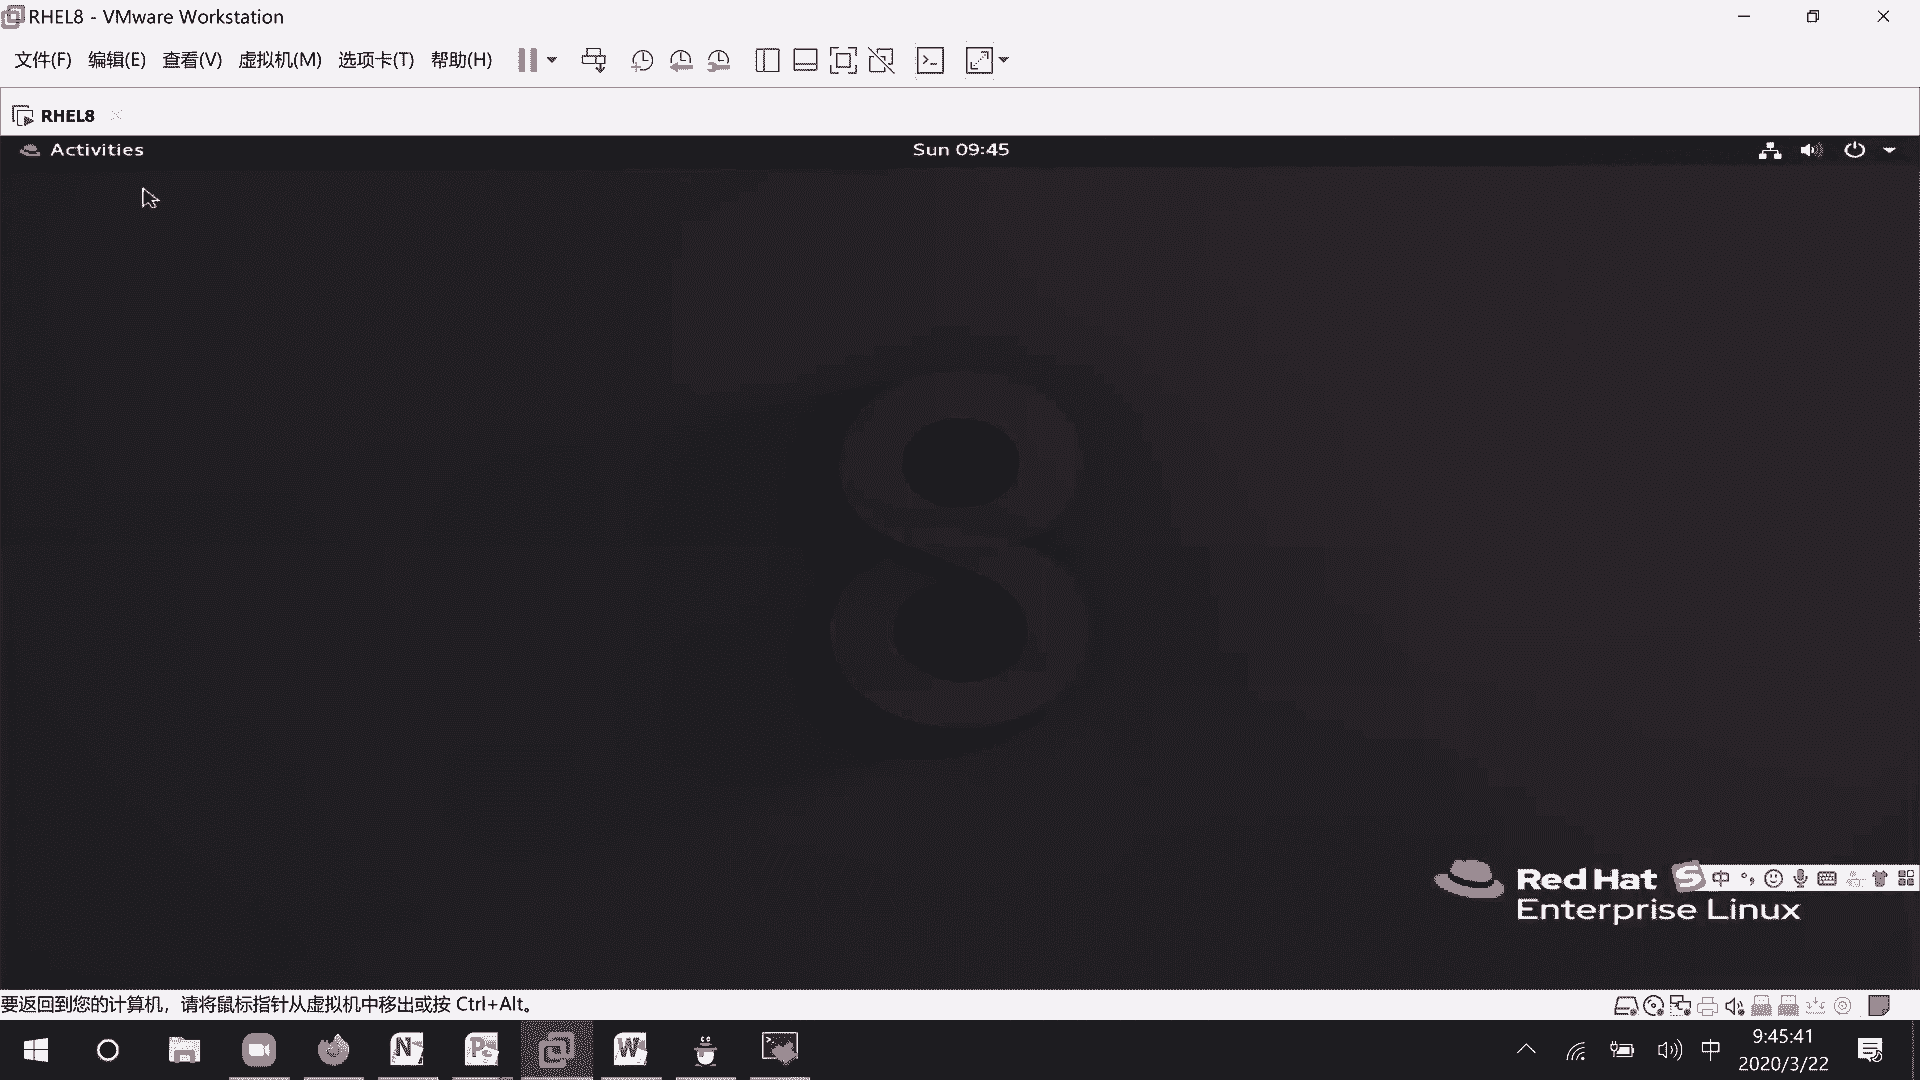 RHEL8 - VMware Workstation
文件(F) 编辑(E) 查看(V) 虚拟机(M) 选项卡(T) 帮助(H)
RHEL8
Activities
Sun 09:45
8
Red Hat
Enterprise Linux
中
要返回到您的计算机，请将鼠标指针从虚拟机中移出或按 Ctrl+Alt。
中
9:45:41
2020/3/22